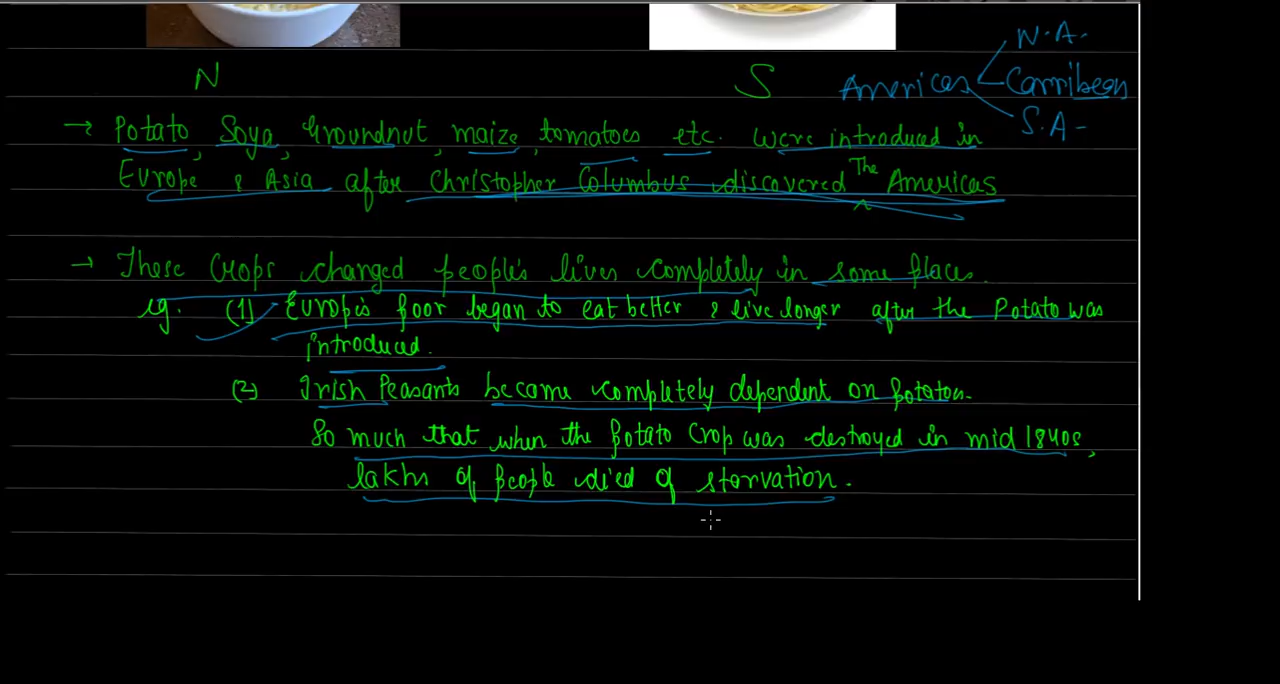 N.A.
N S Americas Carribean
S.A
→ Potato, Soya, Groundnut, maize, tomatoes etc. were introduced in
Europe & Asia after Christopher Columbus discovered The Americas
→ These Crops changed people's lives completely in some places.
eg. (1) Europ's poor began to eat better & live longer after the Potato was
introduced.
(2) Irish Peasants became completely dependent on potatoes.
So much that when the potato crop was destroyed in mid 1840s,
lakhs of people died of starvation.